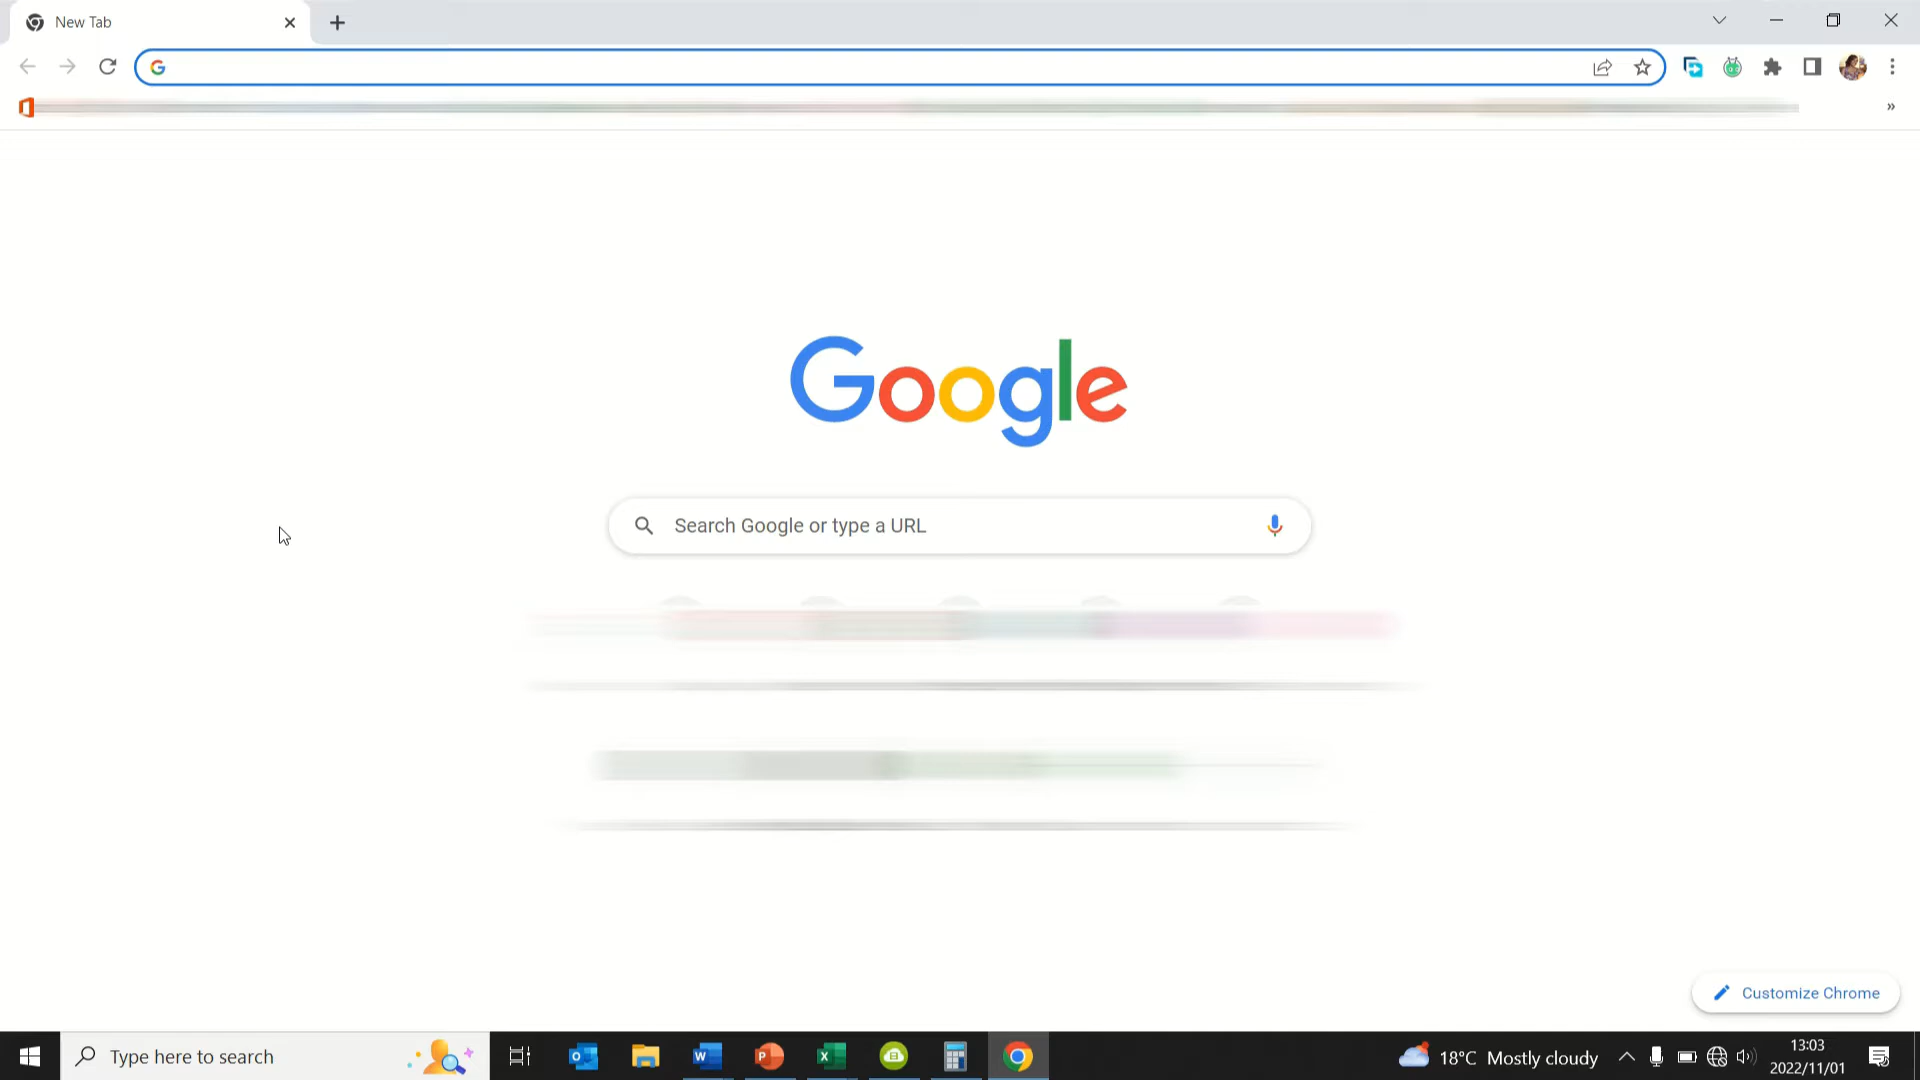 New Tab
Google
Search Google or type a URL
Customize Chrome
Type here to search
18°C Mostly cloudy
13:03
2022/11/01